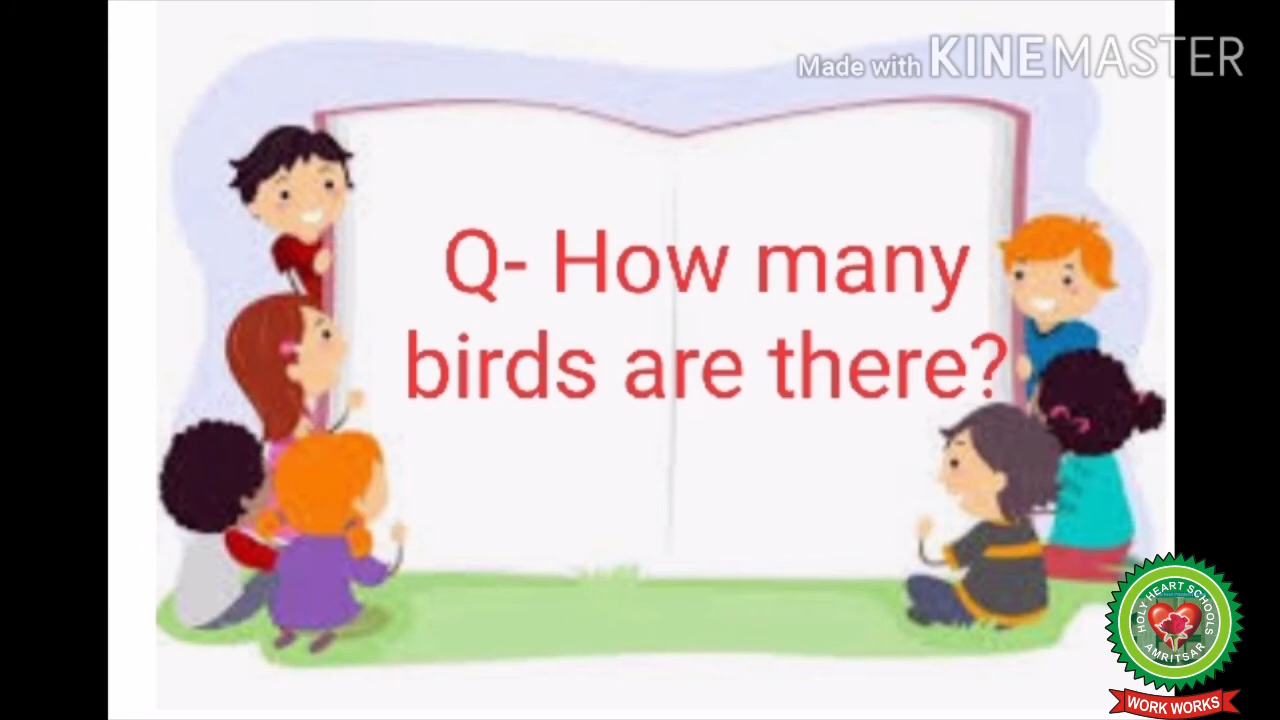 Made with KINEMASTER
Q- How many
birds are there?
HOLY HEART SCHOOLS
AMRITSAR
WORK WORKS